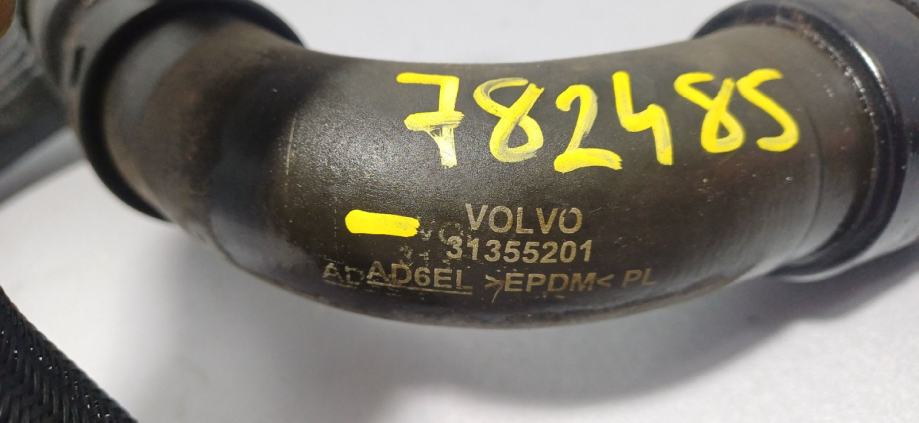 782485
VOLVO
31355201
AD6EL >EPDM< PL